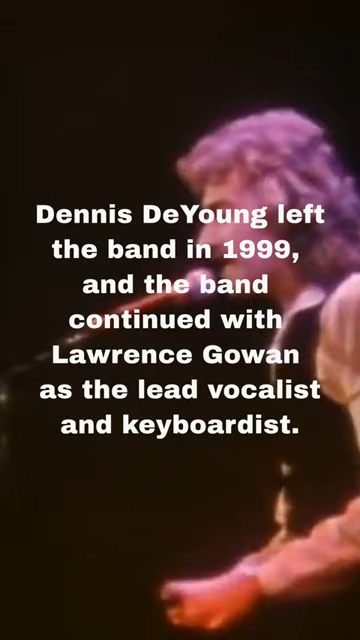 Dennis DeYoung left
the band in 1999,
and the band
continued with
Lawrence Gowan
as the lead vocalist
and keyboardist.